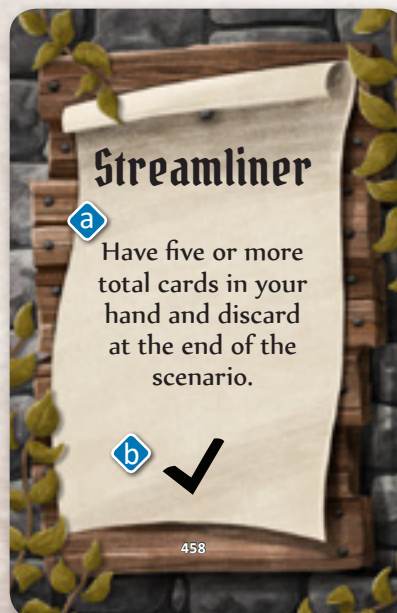 Streamliner
a
Have five or more
total cards in your
hand and discard
at the end of the
scenario.
b
458